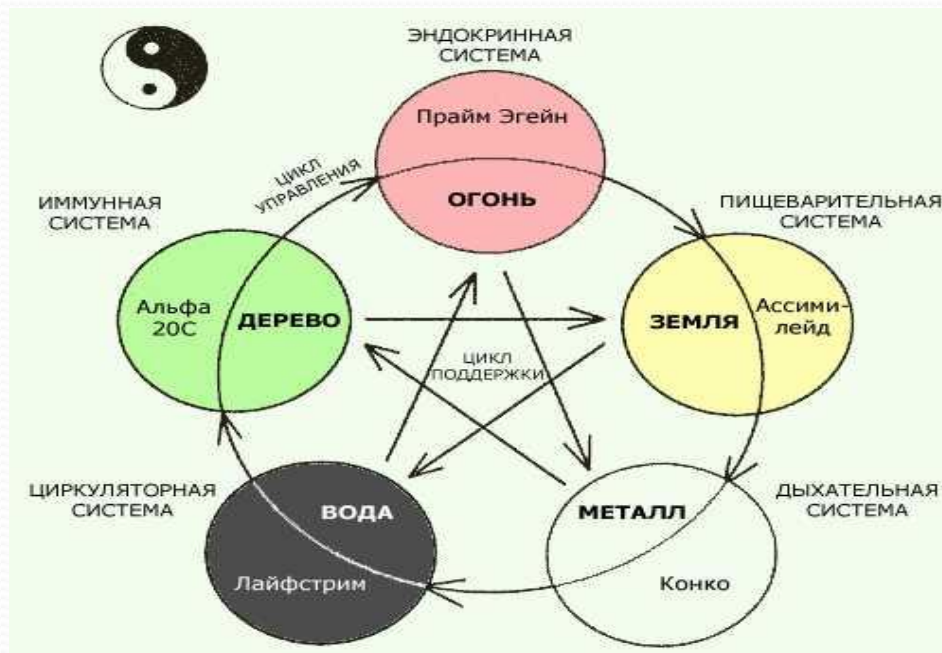 ЭНДОКРИННАЯ
СИСТЕМА
Прайм Эгейн
ОГОНЬ
ЦИКЛ
УПРАВЛЕНИЯ
ИММУННАЯ
СИСТЕМА
ПИЩЕВАРИТЕЛЬНАЯ
СИСТЕМА
Альфа
20С
ДЕРЕВО
ЗЕМЛЯ
Ассими-
лейд
ЦИКЛ
ПОДДЕРЖКИ
ЦИРКУЛЯТОРНАЯ
СИСТЕМА
ВОДА
Лайфстрим
МЕТАЛЛ
Конко
ДЫХАТЕЛЬНАЯ
СИСТЕМА